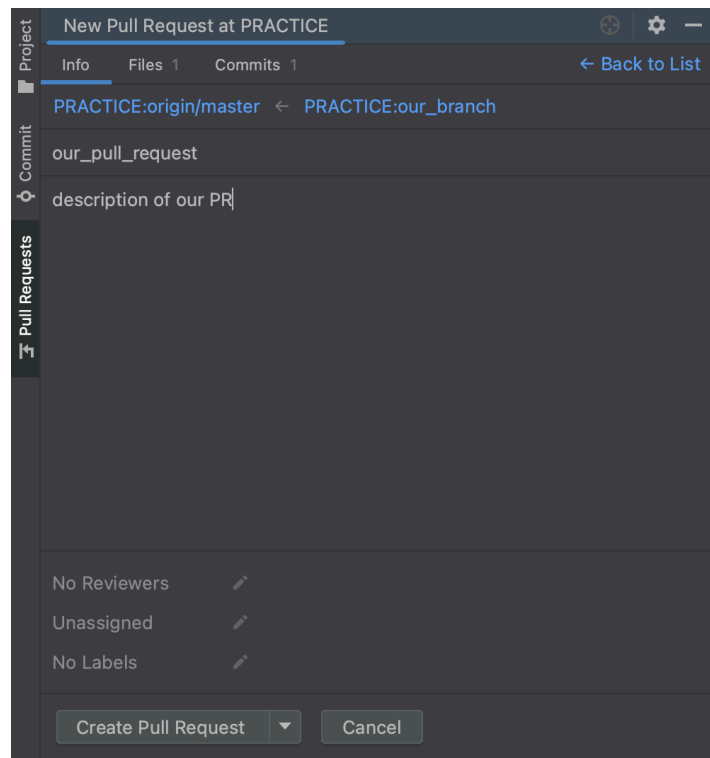 New Pull Request at PRACTICE
Info Files 1 Commits 1 ← Back to List
PRACTICE:origin/master ← PRACTICE:our_branch
our_pull_request
description of our PR
No Reviewers
Unassigned
No Labels
Create Pull Request Cancel
Project
Commit
Pull Requests